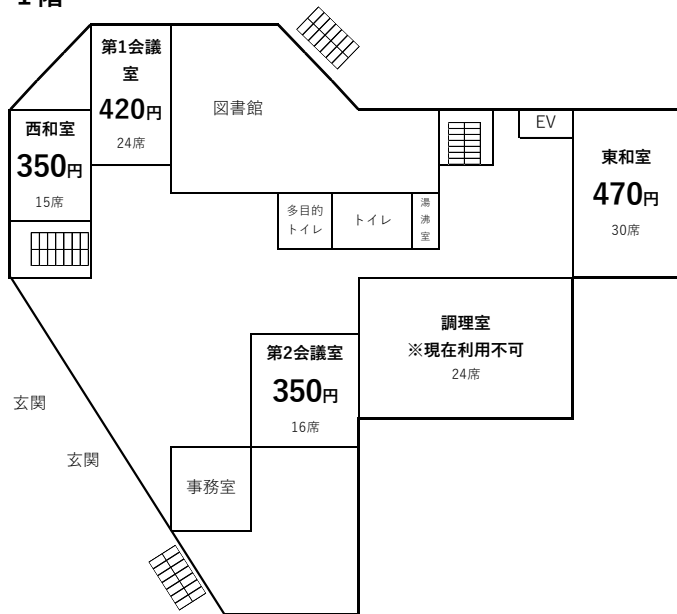 1階
第1会議
室
420円
24席
図書館
西和室
350円
15席
EV
東和室
470円
30席
多目的
トイレ
トイレ
湯
沸
室
調理室
※現在利用不可
24席
第2会議室
350円
16席
玄関
玄関
事務室